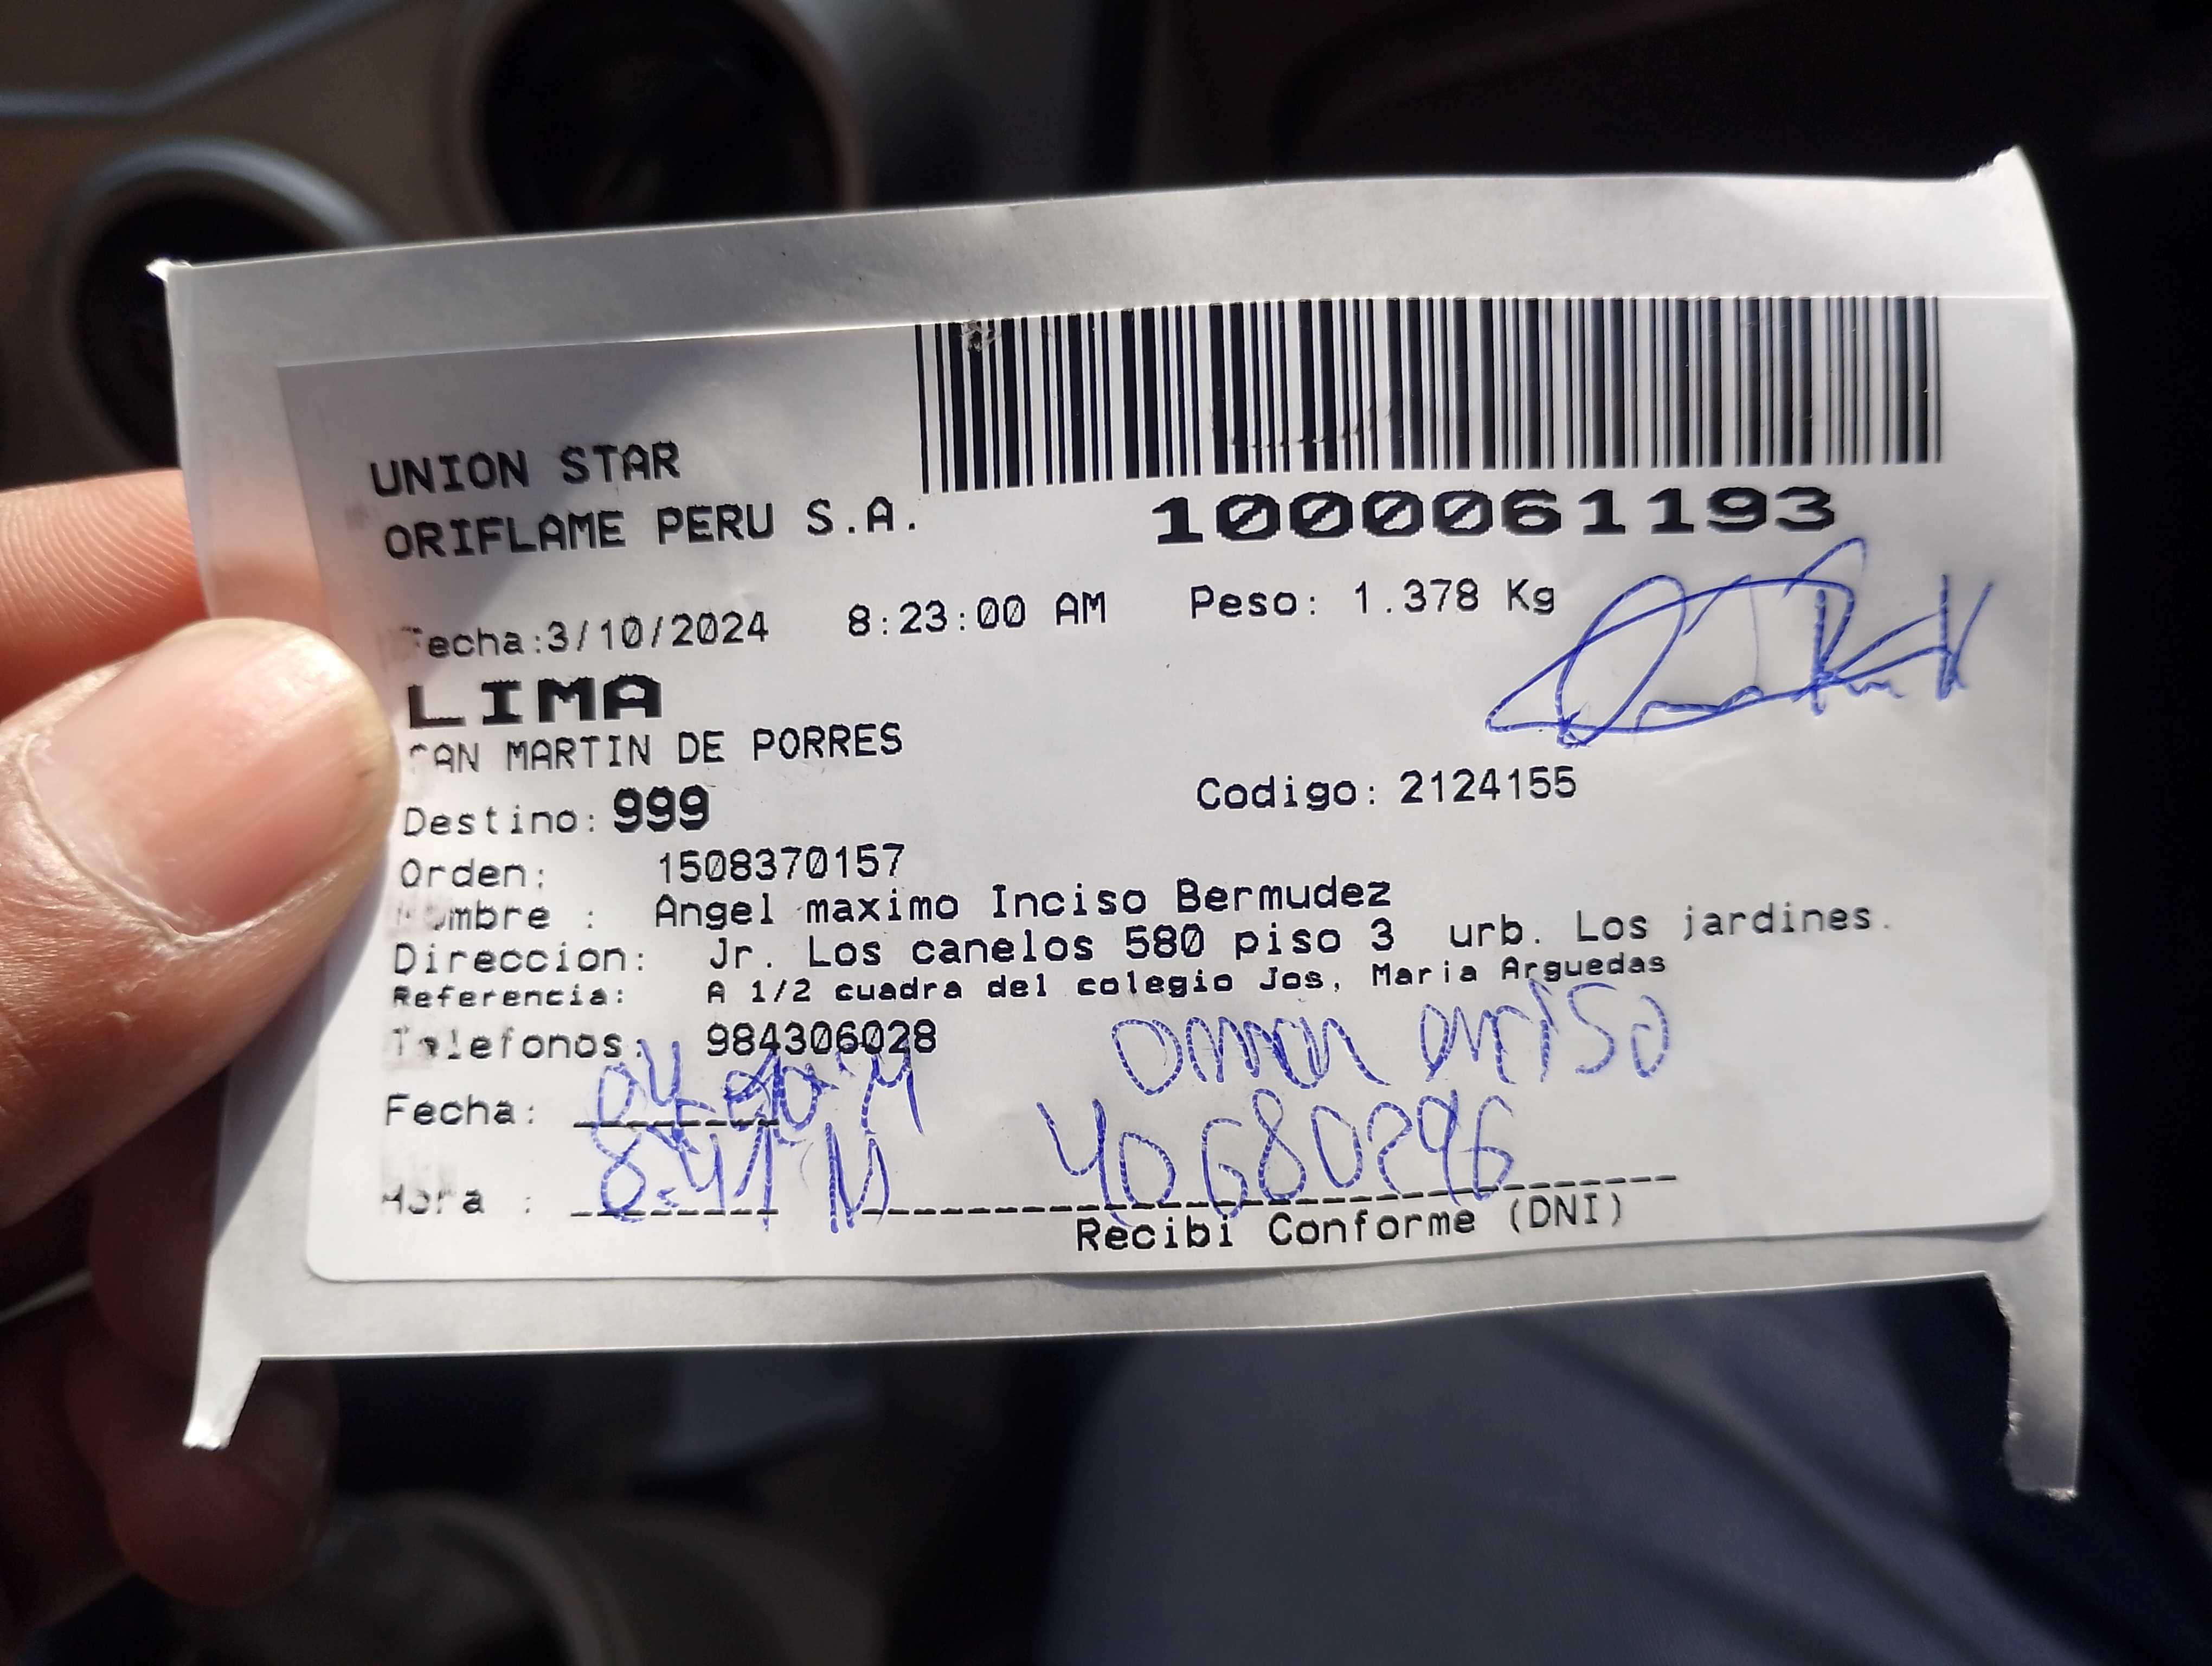 UNION STAR
ORIFLAME PERU S.A.
1000061193
Fecha:3/10/2024 8:23:00 AM Peso: 1.378 Kg
LIMA
SAN MARTIN DE PORRES
Destino: 999 Codigo: 2124155
Orden: 1508370157
Nombre : Angel maximo Inciso Bermudez
Direccion: Jr. Los canelos 580 piso 3 urb. Los jardines.
Referencia: A 1/2 cuadra del colegio Jos, Maria Arguedas
Telefonos: 984306028
Fecha:
Hora : 40680296
Recibi Conforme (DNI)